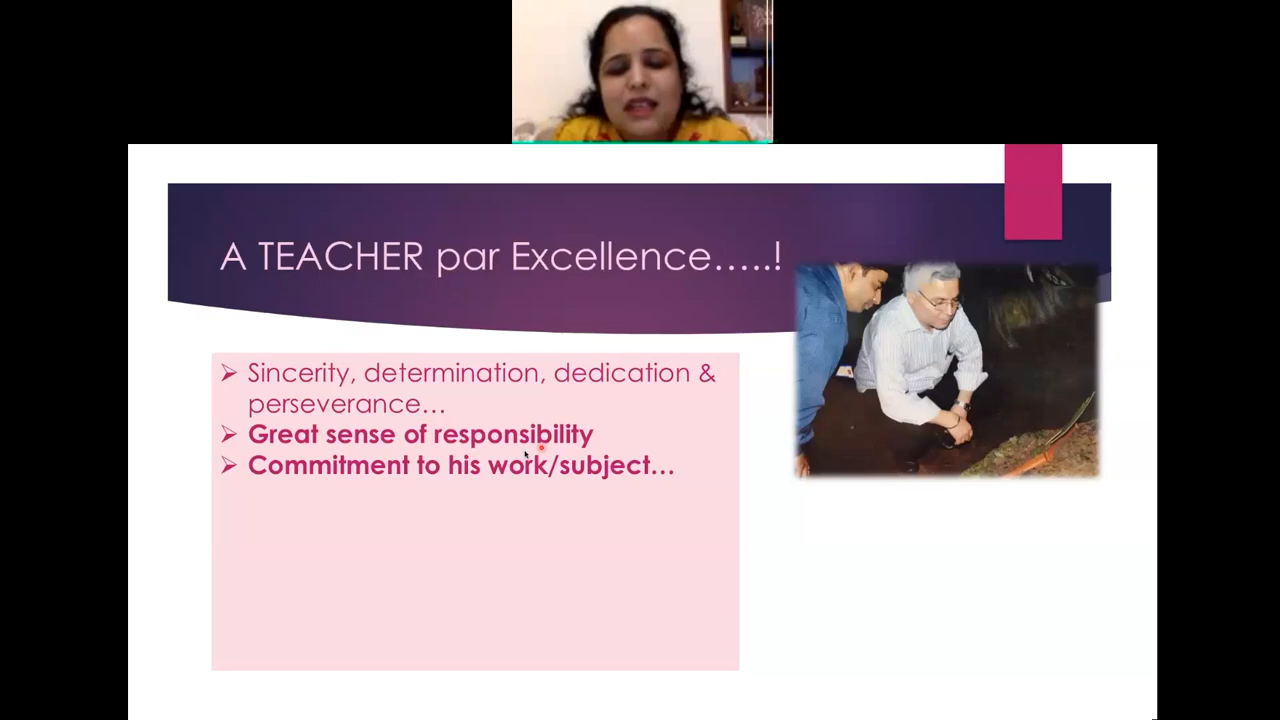 A TEACHER par Excellence.....!
➢ Sincerity, determination, dedication &
perseverance...
➢ Great sense of responsibility
➢ Commitment to his work/subject...